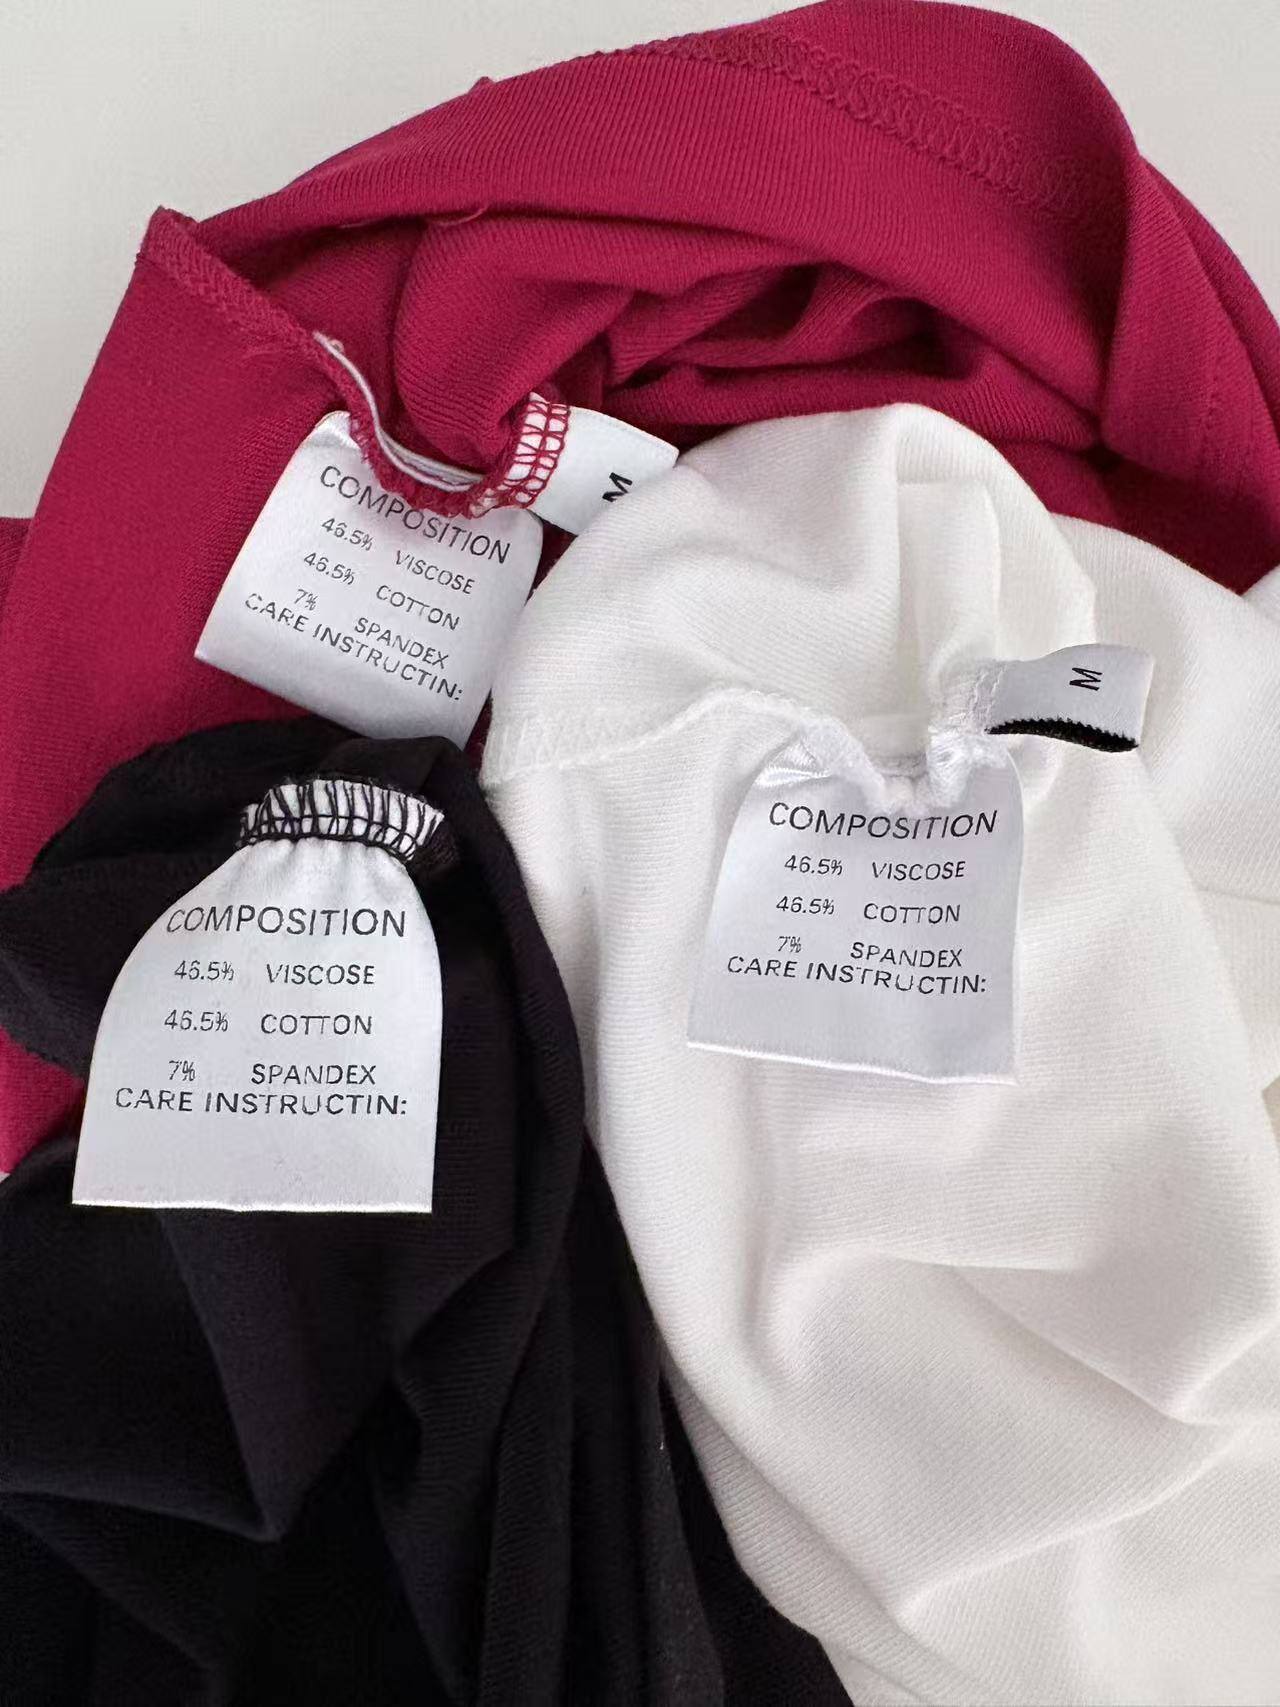 COMPOSITION
46.5% VISCOSE
46.5% COTTON
7% SPANDEX
CARE INSTRUCTIN:
M
COMPOSITION
46.5% VISCOSE
46.5% COTTON
7% SPANDEX
CARE INSTRUCTIN:
M
COMPOSITION
46.5% VISCOSE
46.5% COTTON
7% SPANDEX
CARE INSTRUCTIN: